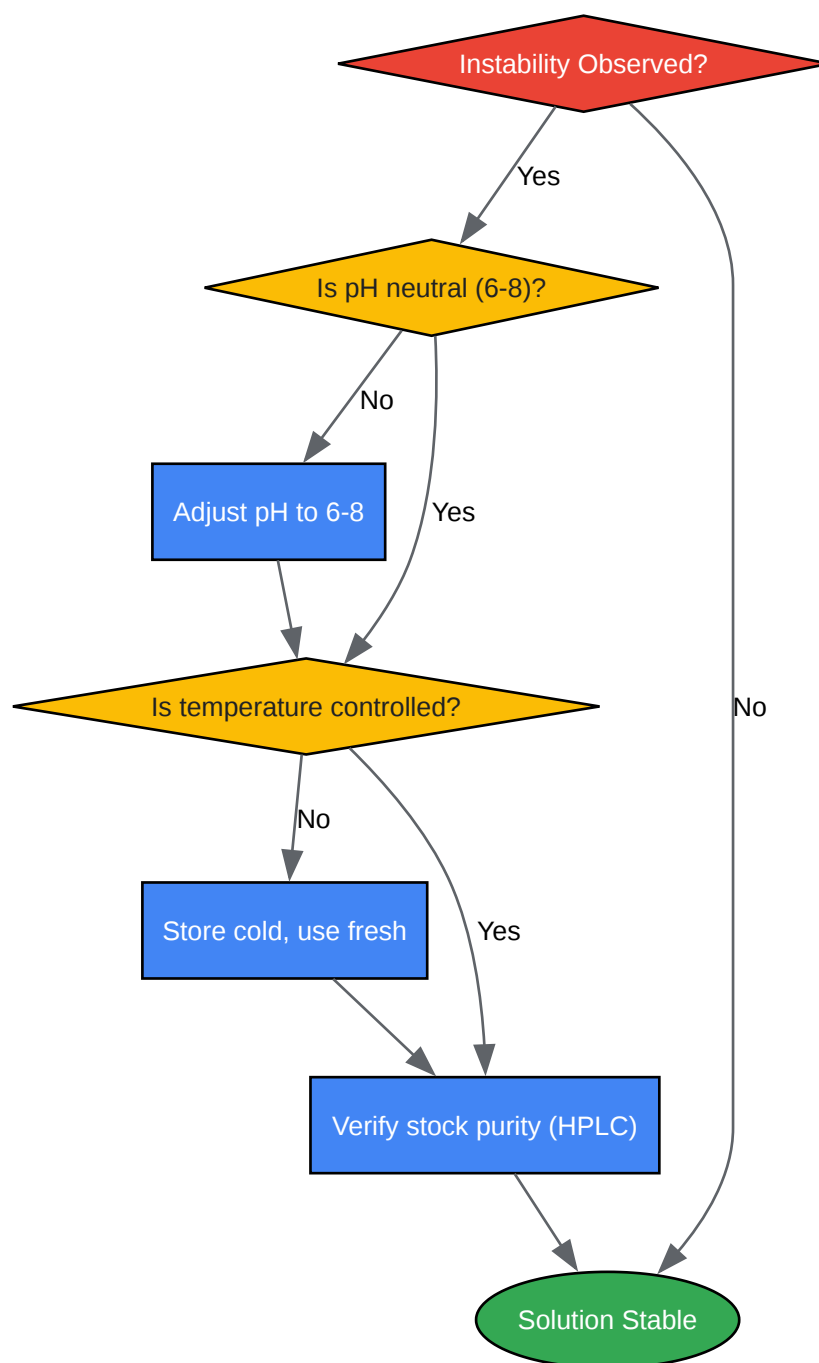 Instability Observed?
Yes
Is pH neutral (6-8)?
No
Adjust pH to 6-8
Yes
Is temperature controlled?
No
No
Store cold, use fresh
Yes
Verify stock purity (HPLC)
Solution Stable